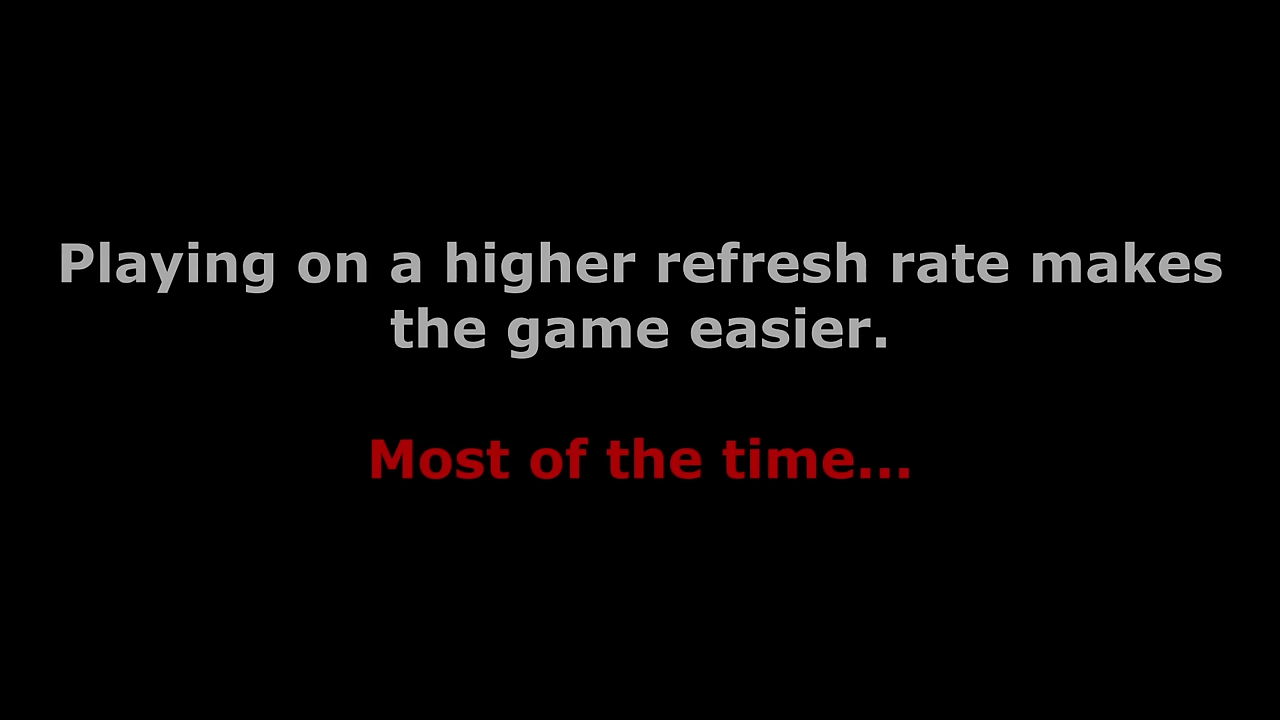 Playing on a higher refresh rate makes
the game easier.
Most of the time...